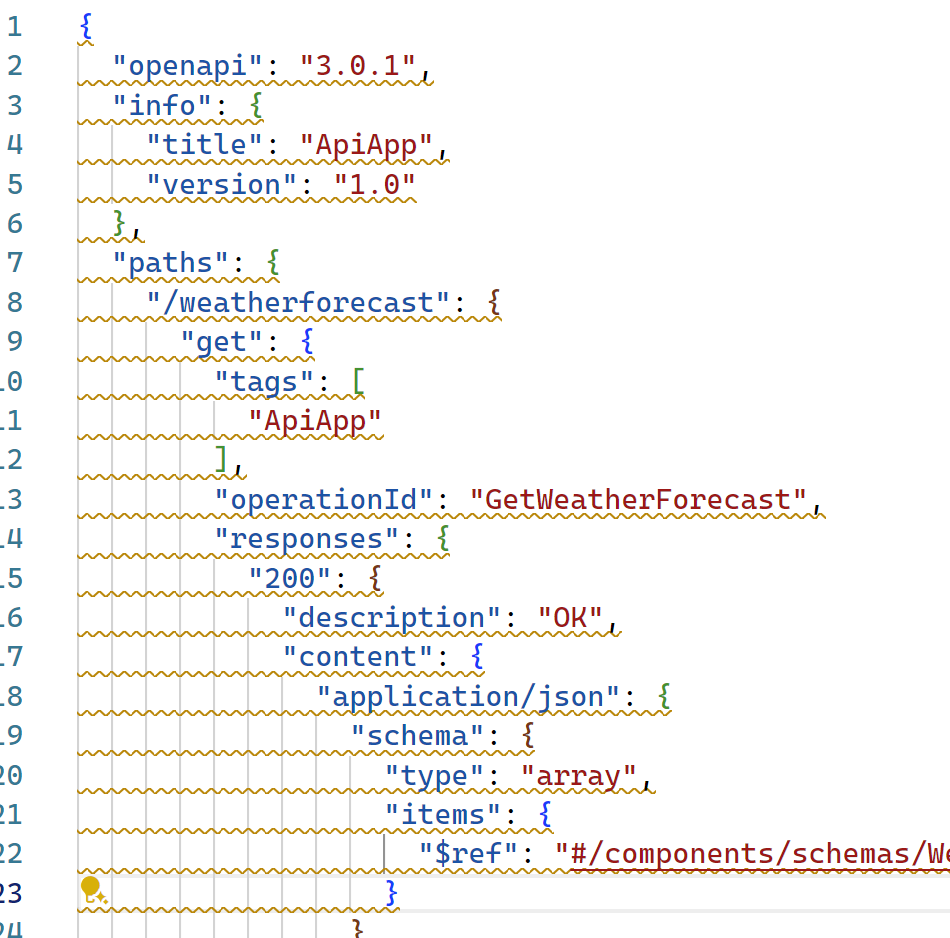 1 {
2 "openapi": "3.0.1",
3 "info": {
4 "title": "ApiApp",
5 "version": "1.0"
6 },
7 "paths": {
8 "/weatherforecast": {
9 "get": {
10 "tags": [
11 "ApiApp"
12 ],
13 "operationId": "GetWeatherForecast",
14 "responses": {
15 "200": {
16 "description": "OK",
17 "content": {
18 "application/json": {
19 "schema": {
20 "type": "array",
21 "items": {
22 "$ref": "#/components/schemas/We
23 }
24 }